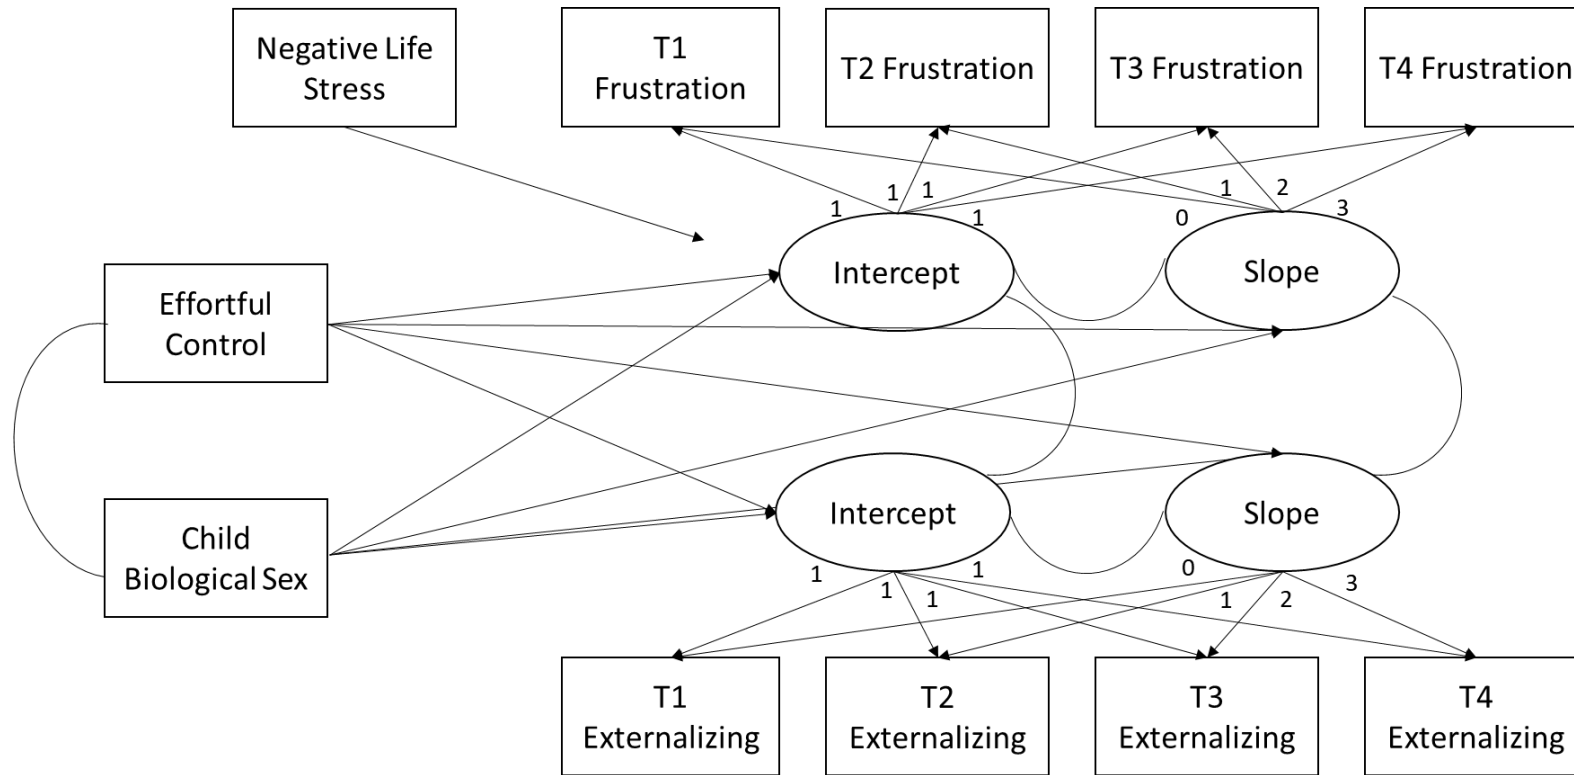 Negative Life
Stress
T1
Frustration
T2 Frustration
T3 Frustration
T4 Frustration
1
1
1
1
0
1
2
3
Intercept
Slope
Effortful
Control
Child
Biological Sex
Intercept
Slope
1
1
1
1
0
1
2
3
T1
Externalizing
T2
Externalizing
T3
Externalizing
T4
Externalizing